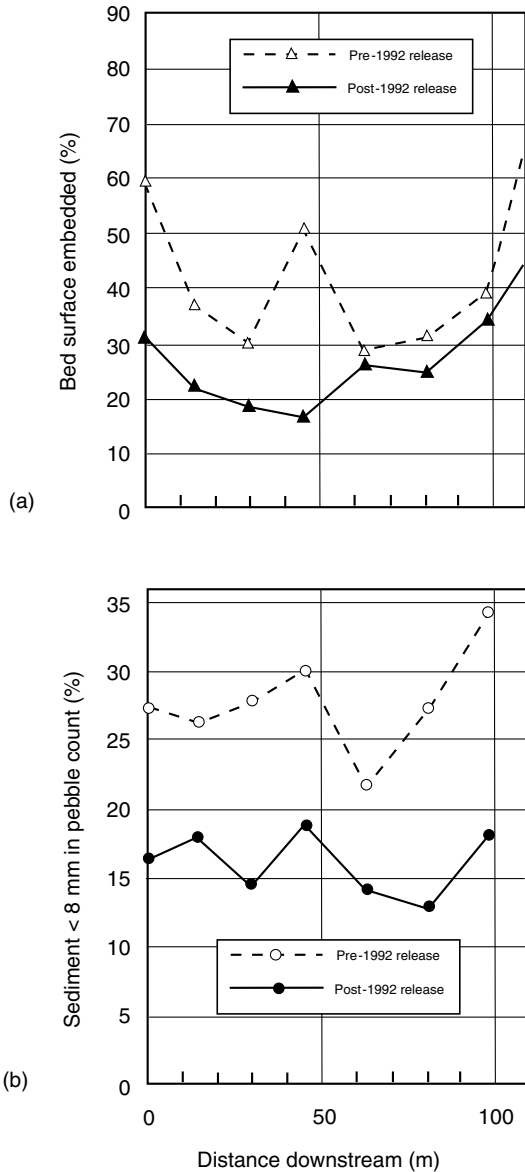 90
80
70
60
50
40
30
20
10
0
Bed surface embedded (%)
Pre-1992 release
Post-1992 release
(a)
35
30
25
20
15
10
5
0
Sediment < 8 mm in pebble count (%)
Pre-1992 release
Post-1992 release
(b)
0 50 100
Distance downstream (m)